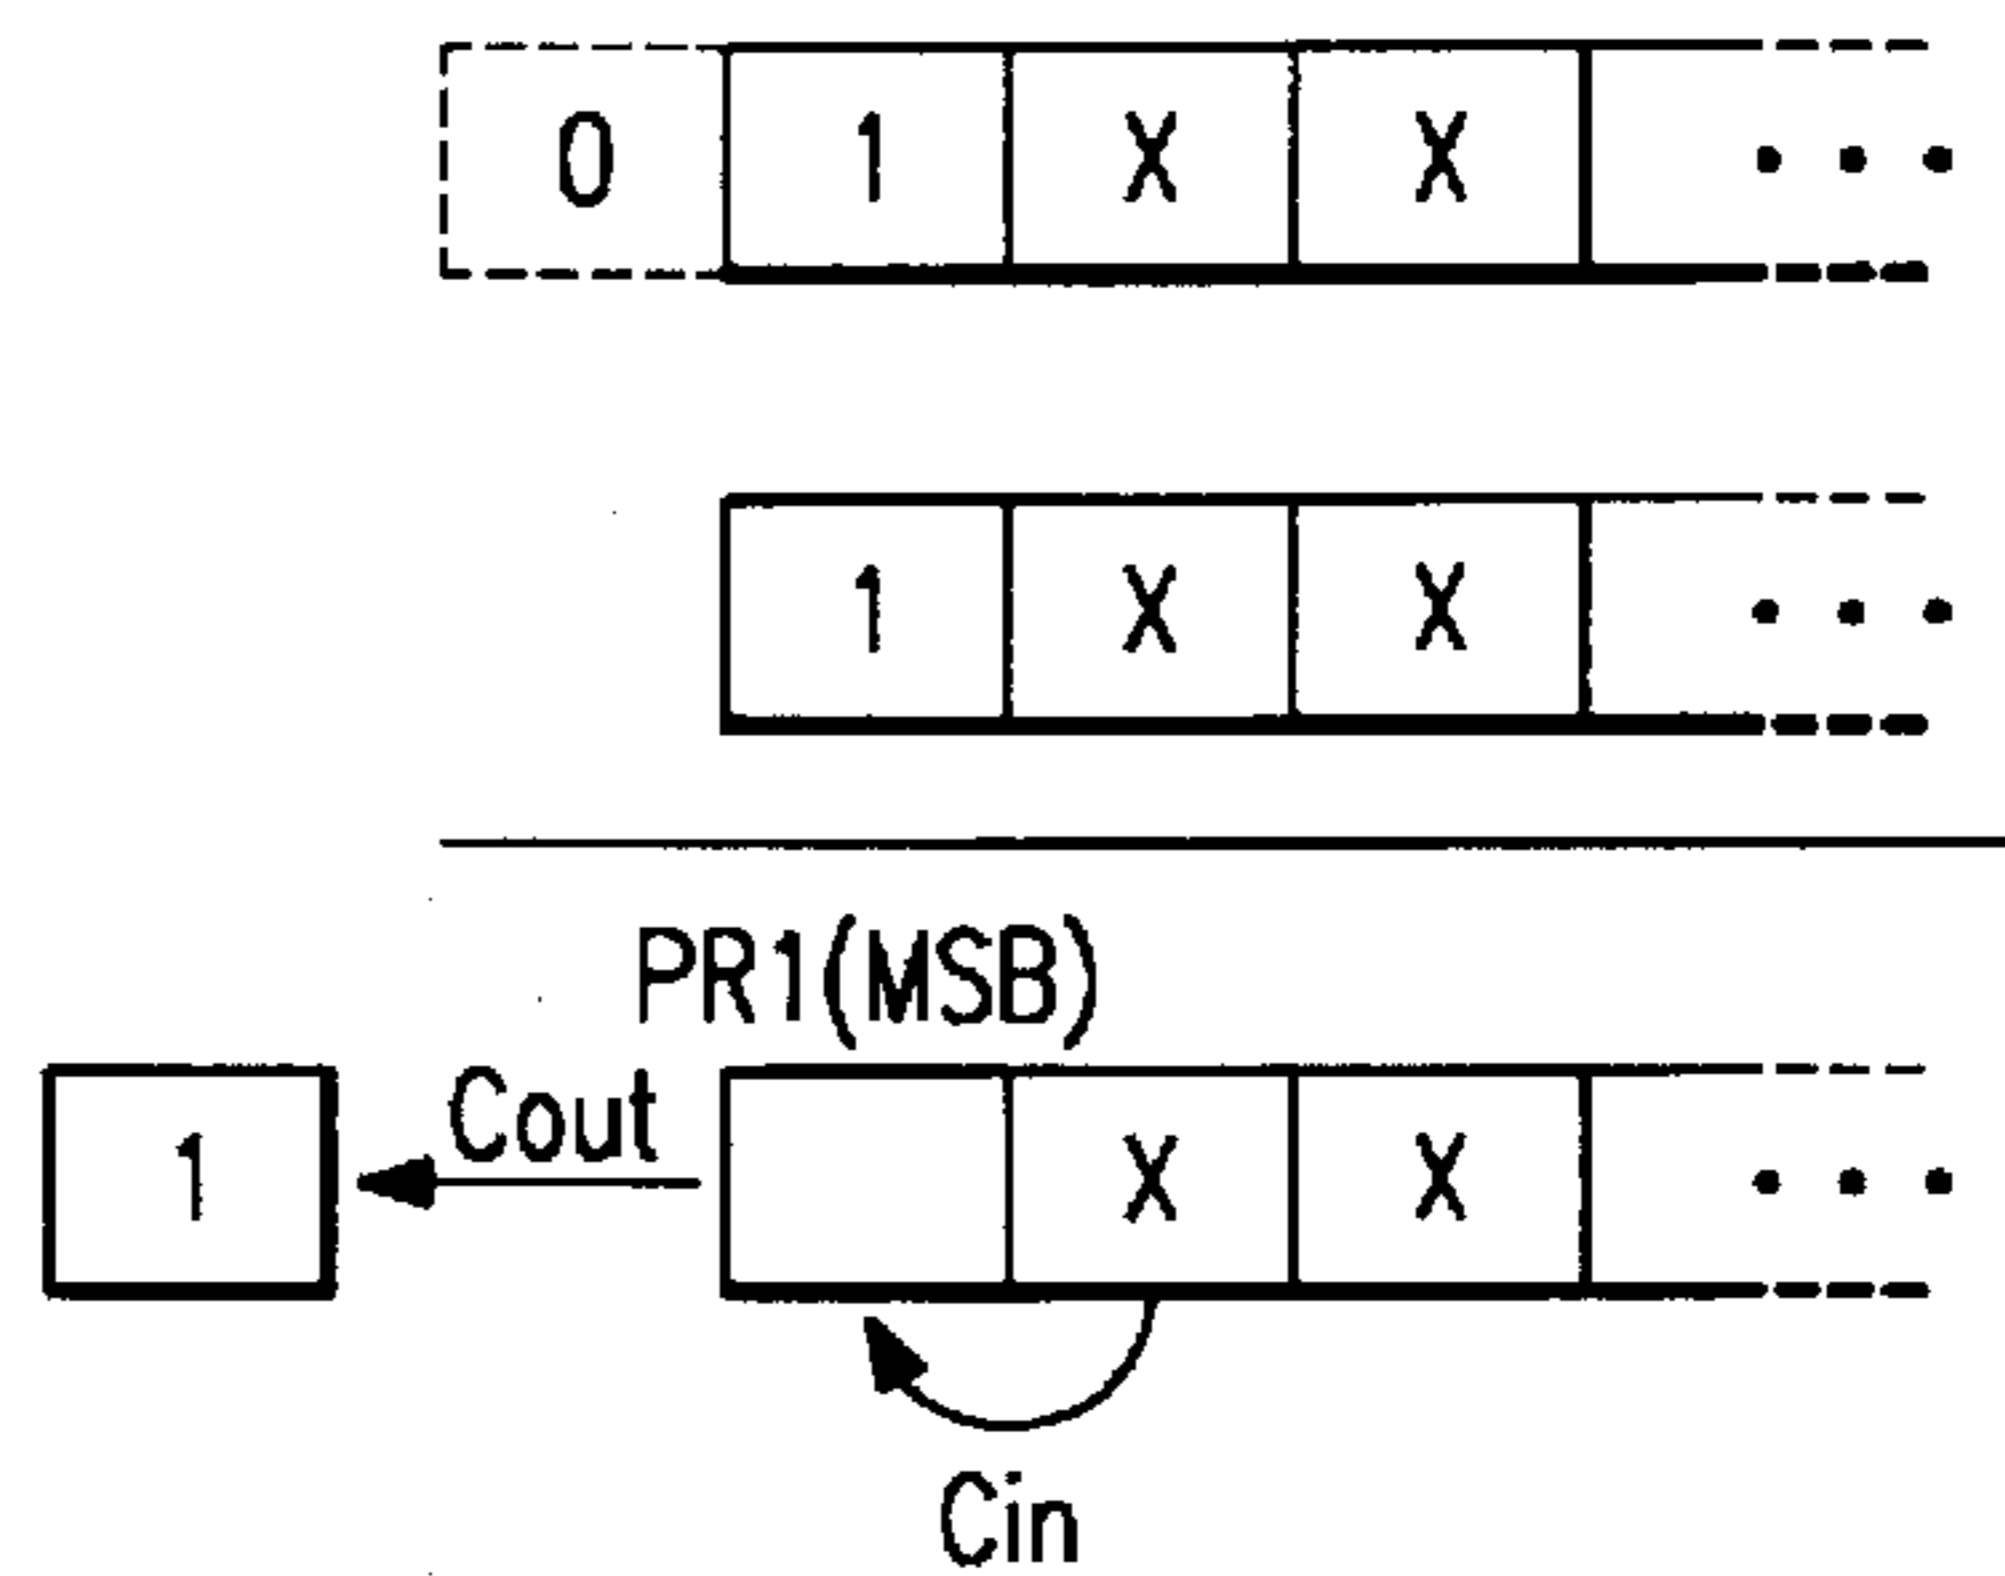 0 1 X X • • •
1 X X • • •
PR1(MSB)
1 Cout X X • • •
Cin